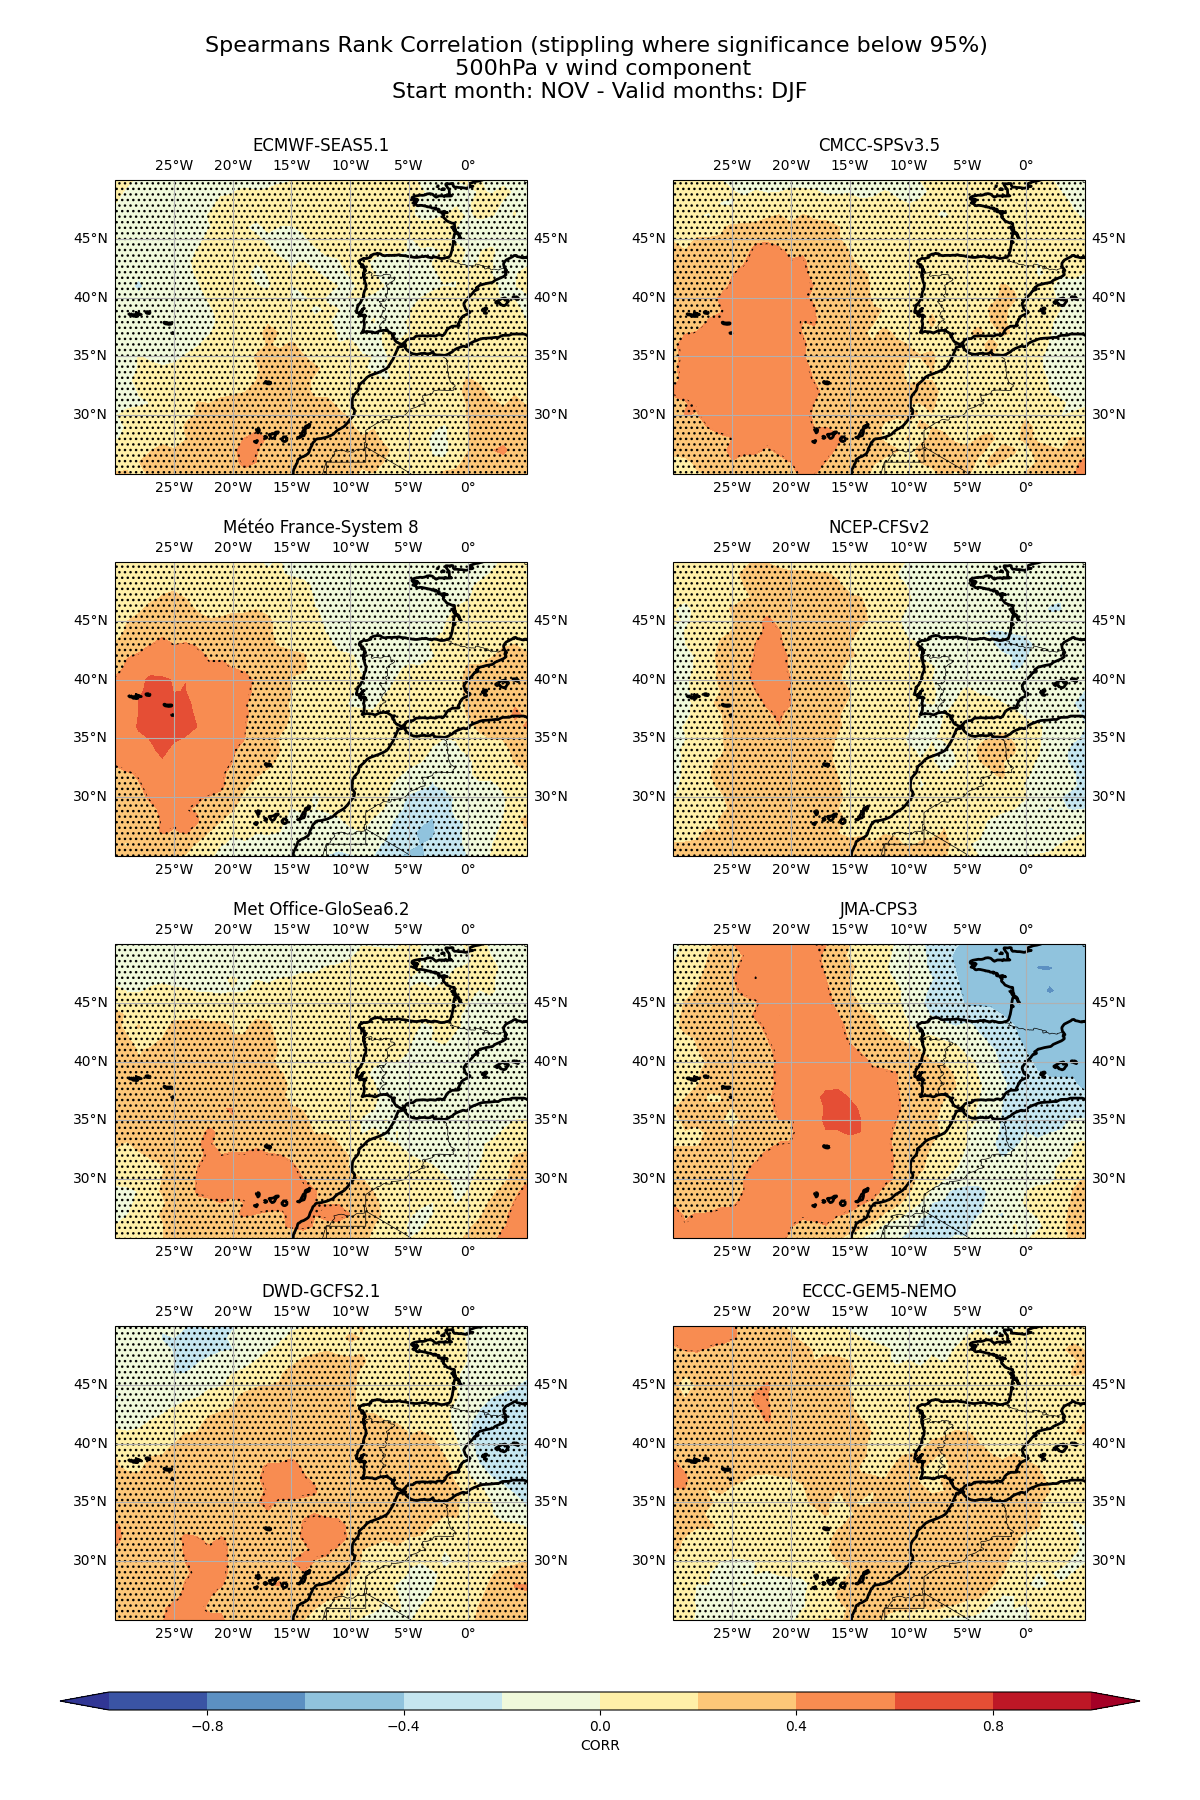 Spearmans Rank Correlation (stippling where significance below 95%)
500hPa v wind component
Start month: NOV - Valid months: DJF
ECMWF-SEAS5.1
25°W 20°W 15°W 10°W 5°W 0°
45°N 45°N
40°N 40°N
35°N 35°N
30°N 30°N
25°W 20°W 15°W 10°W 5°W 0°
CMCC-SPSv3.5
25°W 20°W 15°W 10°W 5°W 0°
45°N 45°N
40°N 40°N
35°N 35°N
30°N 30°N
25°W 20°W 15°W 10°W 5°W 0°
Météo France-System 8
25°W 20°W 15°W 10°W 5°W 0°
45°N 45°N
40°N 40°N
35°N 35°N
30°N 30°N
25°W 20°W 15°W 10°W 5°W 0°
NCEP-CFSv2
25°W 20°W 15°W 10°W 5°W 0°
45°N 45°N
40°N 40°N
35°N 35°N
30°N 30°N
25°W 20°W 15°W 10°W 5°W 0°
Met Office-GloSea6.2
25°W 20°W 15°W 10°W 5°W 0°
45°N 45°N
40°N 40°N
35°N 35°N
30°N 30°N
25°W 20°W 15°W 10°W 5°W 0°
JMA-CPS3
25°W 20°W 15°W 10°W 5°W 0°
45°N 45°N
40°N 40°N
35°N 35°N
30°N 30°N
25°W 20°W 15°W 10°W 5°W 0°
DWD-GCFS2.1
25°W 20°W 15°W 10°W 5°W 0°
45°N 45°N
40°N 40°N
35°N 35°N
30°N 30°N
25°W 20°W 15°W 10°W 5°W 0°
ECCC-GEM5-NEMO
25°W 20°W 15°W 10°W 5°W 0°
45°N 45°N
40°N 40°N
35°N 35°N
30°N 30°N
25°W 20°W 15°W 10°W 5°W 0°
−0.8 −0.4 0.0 0.4 0.8
CORR